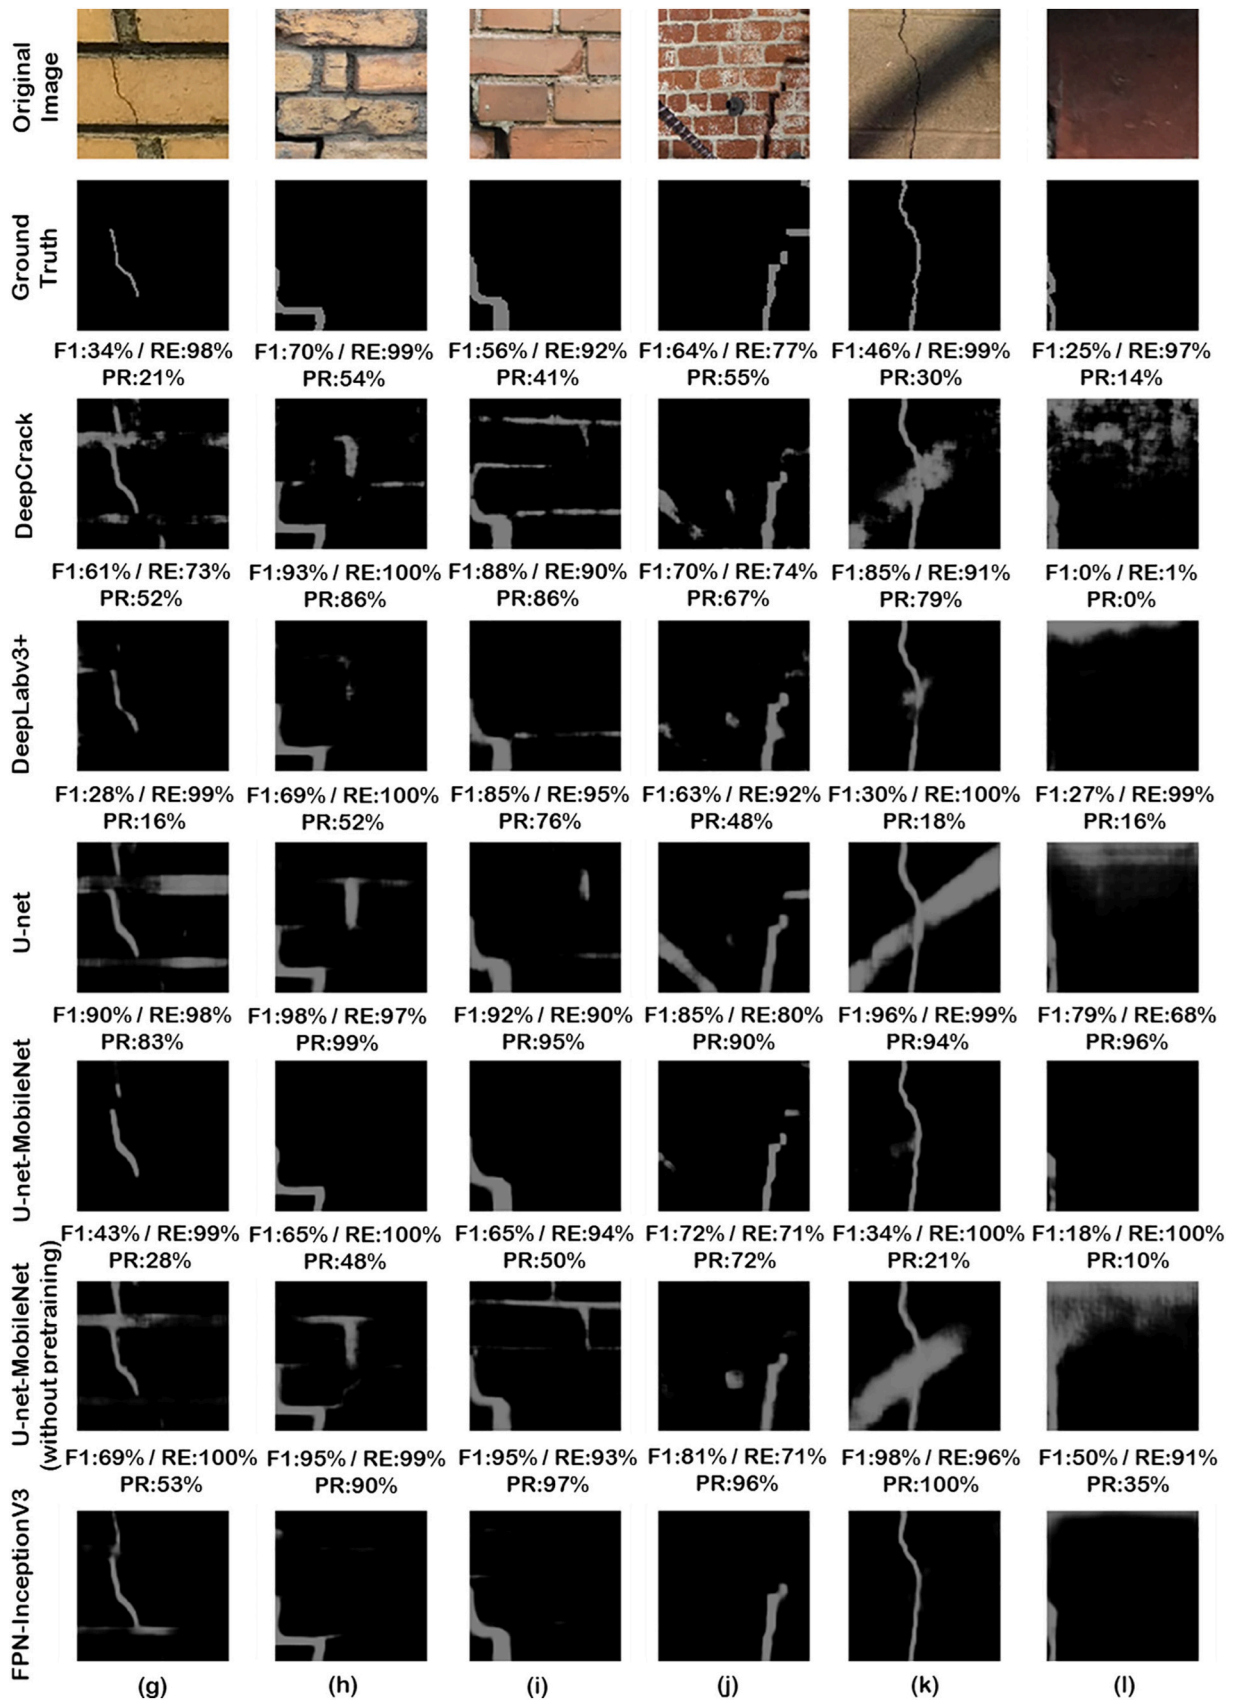 Original
Image
Ground
Truth
F1:34% / RE:98%
PR:21%
F1:70% / RE:99%
PR:54%
F1:56% / RE:92%
PR:41%
F1:64% / RE:77%
PR:55%
F1:46% / RE:99%
PR:30%
F1:25% / RE:97%
PR:14%
DeepCrack
F1:61% / RE:73%
PR:52%
F1:93% / RE:100%
PR:86%
F1:88% / RE:90%
PR:86%
F1:70% / RE:74%
PR:67%
F1:85% / RE:91%
PR:79%
F1:0% / RE:1%
PR:0%
DeepLabv3+
F1:28% / RE:99%
PR:16%
F1:69% / RE:100%
PR:52%
F1:85% / RE:95%
PR:76%
F1:63% / RE:92%
PR:48%
F1:30% / RE:100%
PR:18%
F1:27% / RE:99%
PR:16%
U-net
F1:90% / RE:98%
PR:83%
F1:98% / RE:97%
PR:99%
F1:92% / RE:90%
PR:95%
F1:85% / RE:80%
PR:90%
F1:96% / RE:99%
PR:94%
F1:79% / RE:68%
PR:96%
U-net-MobileNet
F1:43% / RE:99%
PR:28%
F1:65% / RE:100%
PR:48%
F1:65% / RE:94%
PR:50%
F1:72% / RE:71%
PR:72%
F1:34% / RE:100%
PR:21%
F1:18% / RE:100%
PR:10%
U-net-MobileNet
(without pretraining)
F1:69% / RE:100%
PR:53%
F1:95% / RE:99%
PR:90%
F1:95% / RE:93%
PR:97%
F1:81% / RE:71%
PR:96%
F1:98% / RE:96%
PR:100%
F1:50% / RE:91%
PR:35%
FPN-InceptionV3
(g)
(h)
(i)
(j)
(k)
(l)